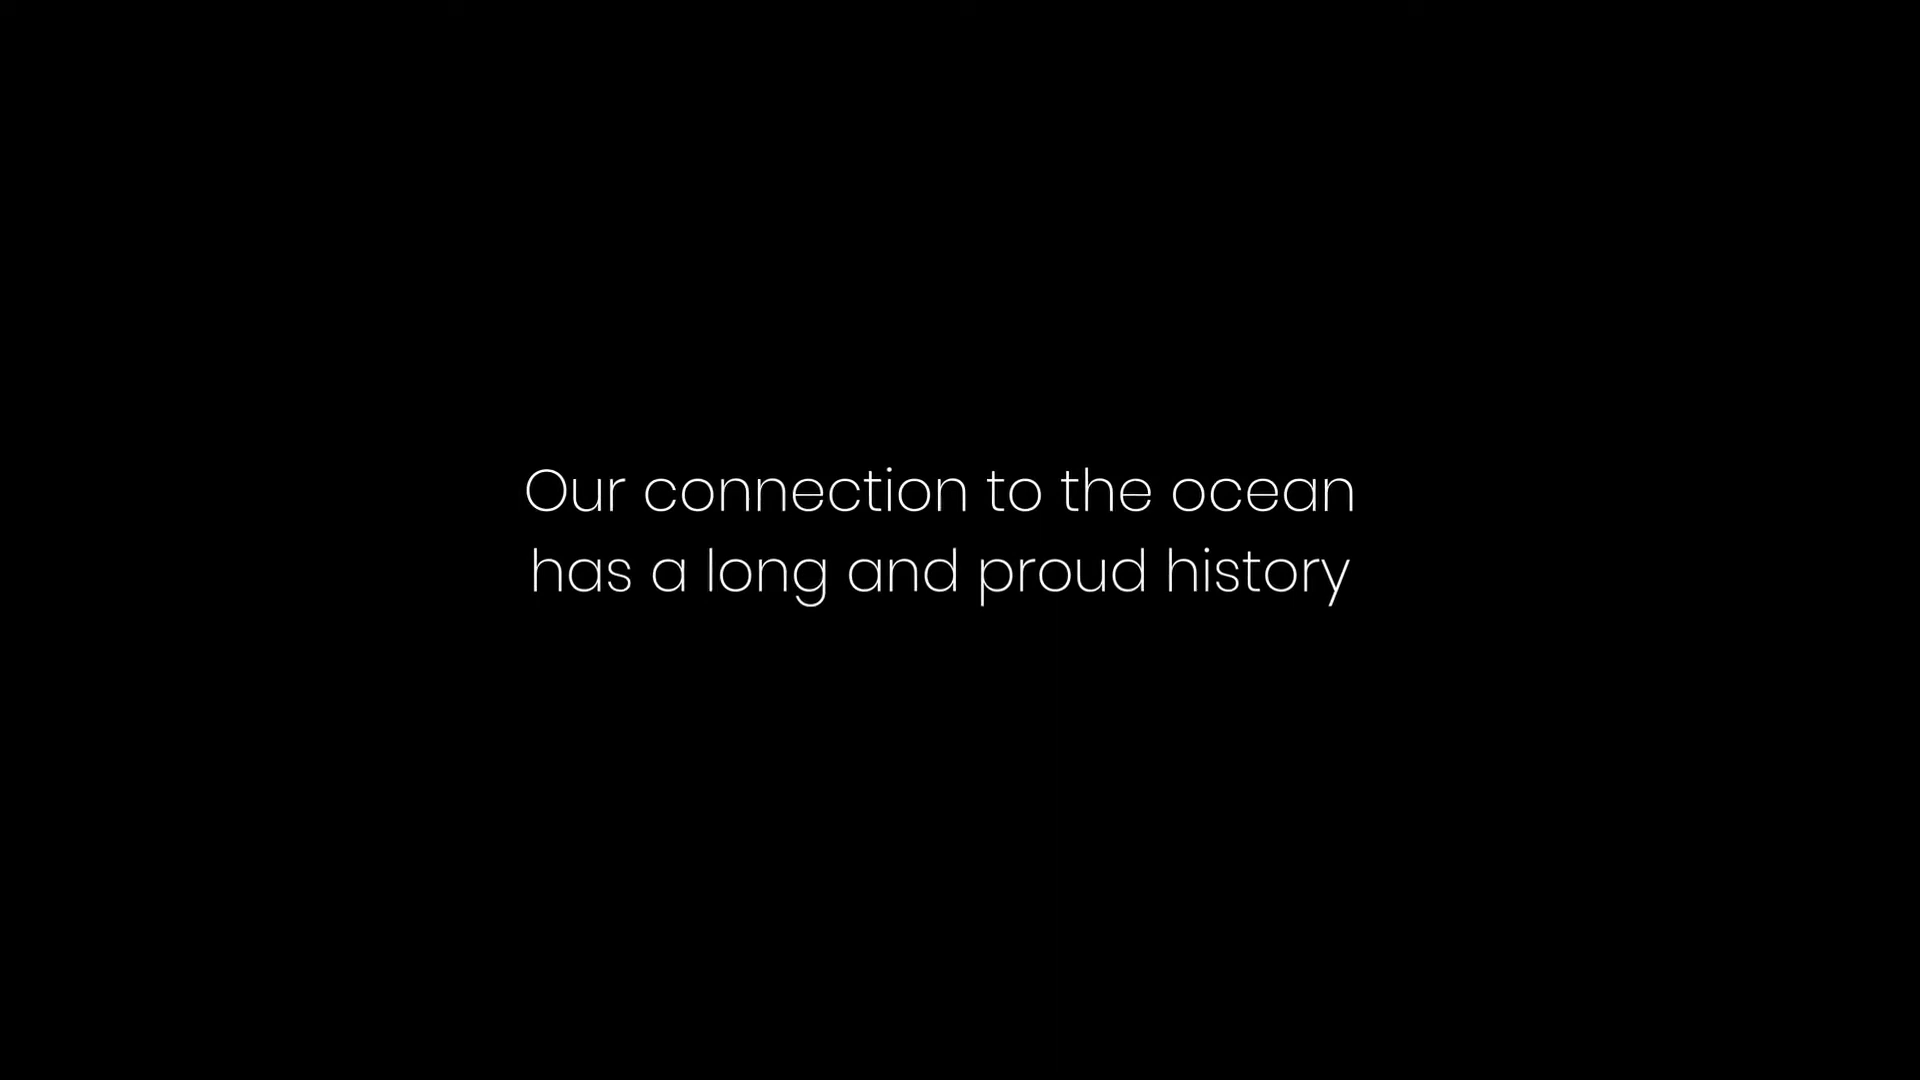 Our connection to the ocean
has a long and proud history